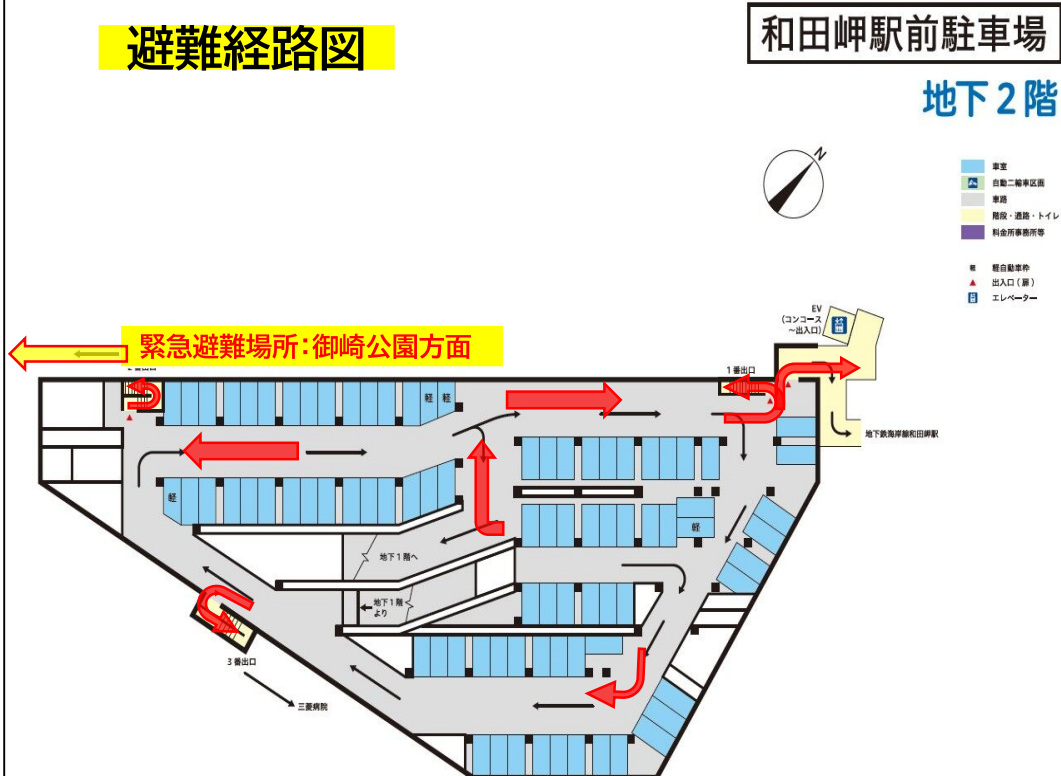 避難経路図
和田岬駅前駐車場
地下2階
N
車室
自動二輪車区画
車路
階段・通路・トイレ
料金所事務所等
軽 軽自動車枠
出入口（扉）
エレベーター
EV
（コンコース
～出入口）
緊急避難場所：御崎公園方面
2番出口
1番出口
軽 軽
地下鉄海岸線和田岬駅
軽
軽
地下1階へ
地下1階
より
3番出口
三菱病院